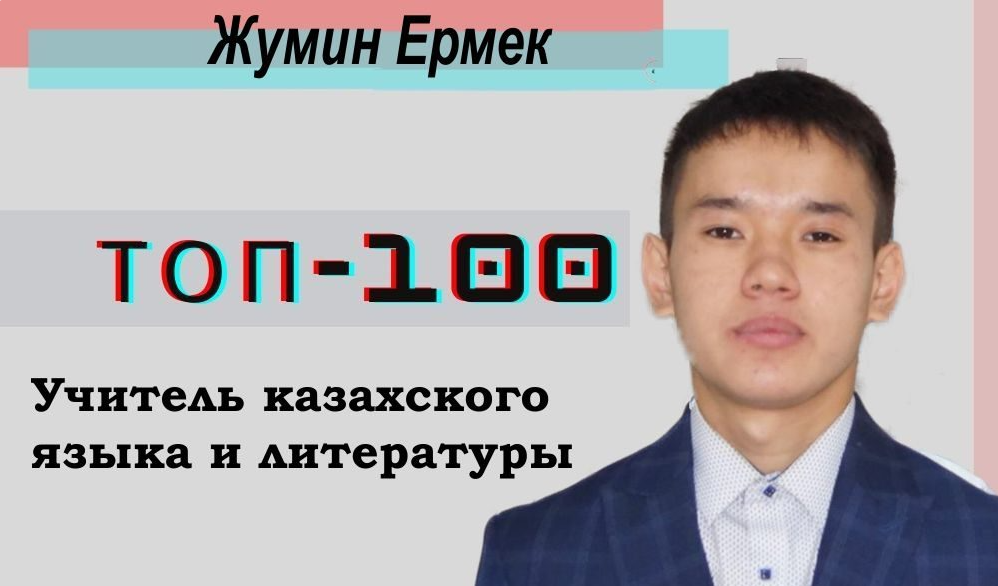 Жумин Ермек
ТОП-100
Учитель казахского
языка и литературы